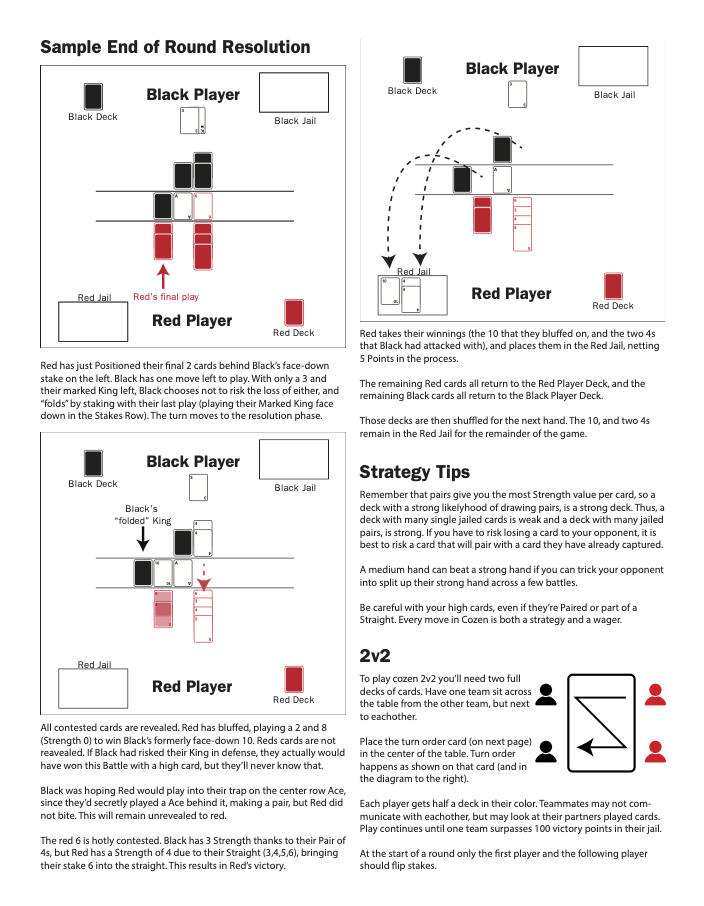 Sample End of Round Resolution
Black Deck
Black Player
Black Jail
Red Jail
Red's final play
Red Player
Red Deck
Red has just Positioned their final 2 cards behind Black's face-down
stake on the left. Black has one move left to play. With only a 3 and
their marked King left, Black chooses not to risk the loss of either, and
"folds" by staking with their last play (playing their Marked King face
down in the Stakes Row). The turn moves to the resolution phase.
Black Deck
Black Player
Black Jail
Black's
"folded" King
Red Jail
Red Player
Red Deck
All contested cards are revealed. Red has bluffed, playing a 2 and 8
(Strength 0) to win Black's formerly face-down 10. Reds cards are not
reavealed. If Black had risked their King in defense, they actually would
have won this Battle with a high card, but they'll never know that.
Black was hoping Red would play into their trap on the center row Ace,
since they'd secretly played a Ace behind it, making a pair, but Red did
not bite. This will remain unrevealed to red.
The red 6 is hotly contested. Black has 3 Strength thanks to their Pair of
4s, but Red has a Strength of 4 due to their Straight (3,4,5,6), bringing
their stake 6 into the straight. This results in Red's victory.
Black Deck
Black Player
Black Jail
Red Jail
Red Player
Red Deck
Red takes their winnings (the 10 that they bluffed on, and the two 4s
that Black had attacked with), and places them in the Red Jail, netting
5 Points in the process.
The remaining Red cards all return to the Red Player Deck, and the
remaining Black cards all return to the Black Player Deck.
Those decks are then shuffled for the next hand. The 10, and two 4s
remain in the Red Jail for the remainder of the game.
Strategy Tips
Remember that pairs give you the most Strength value per card, so a
deck with a strong likelyhood of drawing pairs, is a strong deck. Thus, a
deck with many single jailed cards is weak and a deck with many jailed
pairs, is strong. If you have to risk losing a card to your opponent, it is
best to risk a card that will pair with a card they have already captured.
A medium hand can beat a strong hand if you can trick your opponent
into split up their strong hand across a few battles.
Be careful with your high cards, even if they're Paired or part of a
Straight. Every move in Cozen is both a strategy and a wager.
2v2
To play cozen 2v2 you'll need two full
decks of cards. Have one team sit across
the table from the other team, but next
to eachother.
Place the turn order card (on next page)
in the center of the table. Turn order
happens as shown on that card (and in
the diagram to the right).
Each player gets half a deck in their color. Teammates may not com-
municate with eachother, but may look at their partners played cards.
Play continues until one team surpasses 100 victory points in their jail.
At the start of a round only the first player and the following player
should flip stakes.